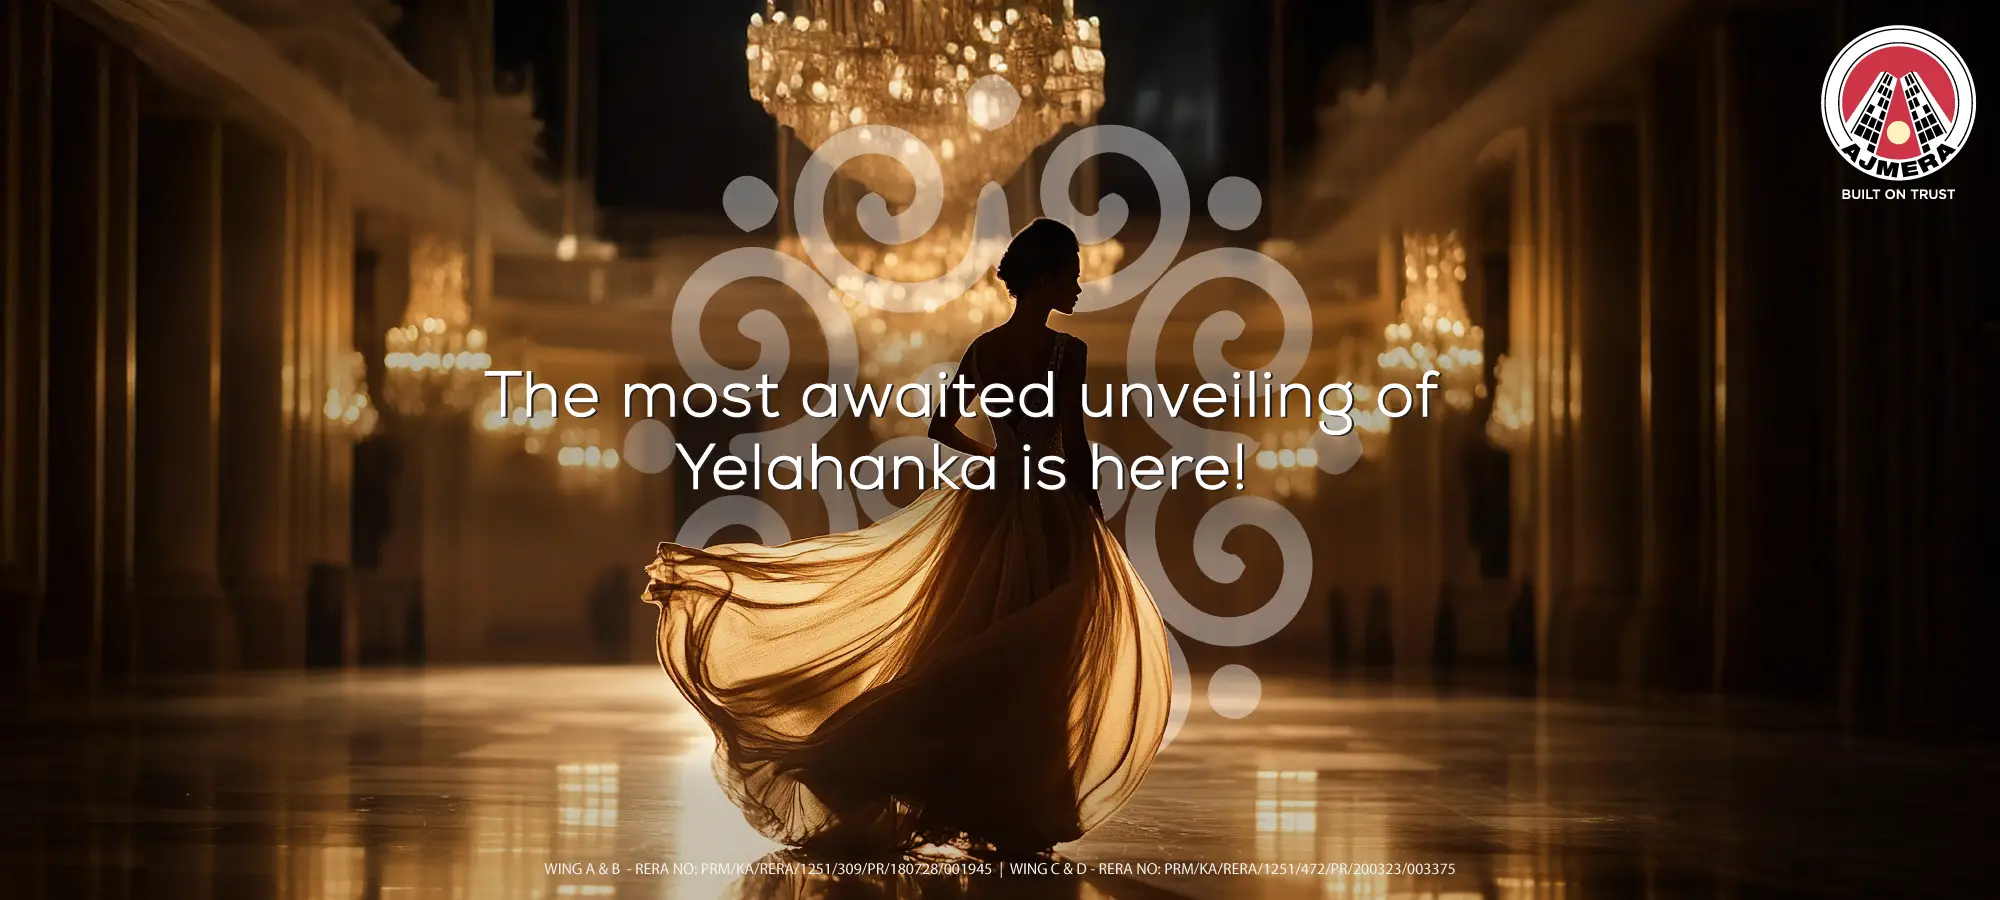 AJMERA
BUILT ON TRUST
The most awaited unveiling of
Yelahanka is here!
WING A & B - RERA NO: PRM/KA/RERA/1251/309/PR/180728/001945 | WING C & D - RERA NO: PRM/KA/RERA/1251/472/PR/200323/003375